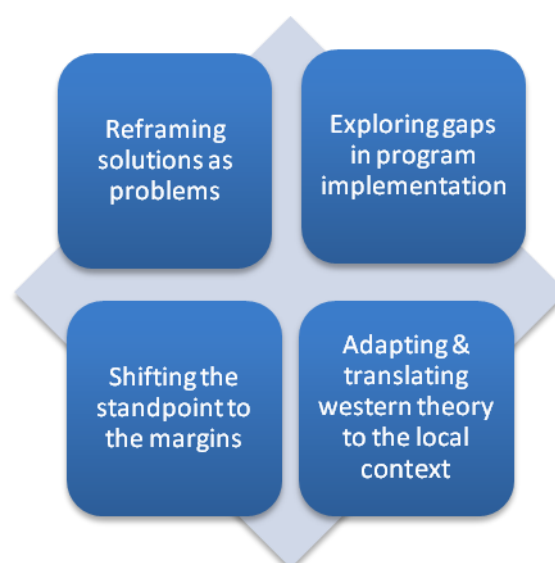 Reframing
solutions as
problems
Exploring gaps
in program
implementation
Shifting the
standpoint to
the margins
Adapting &
translating
western theory
to the local
context